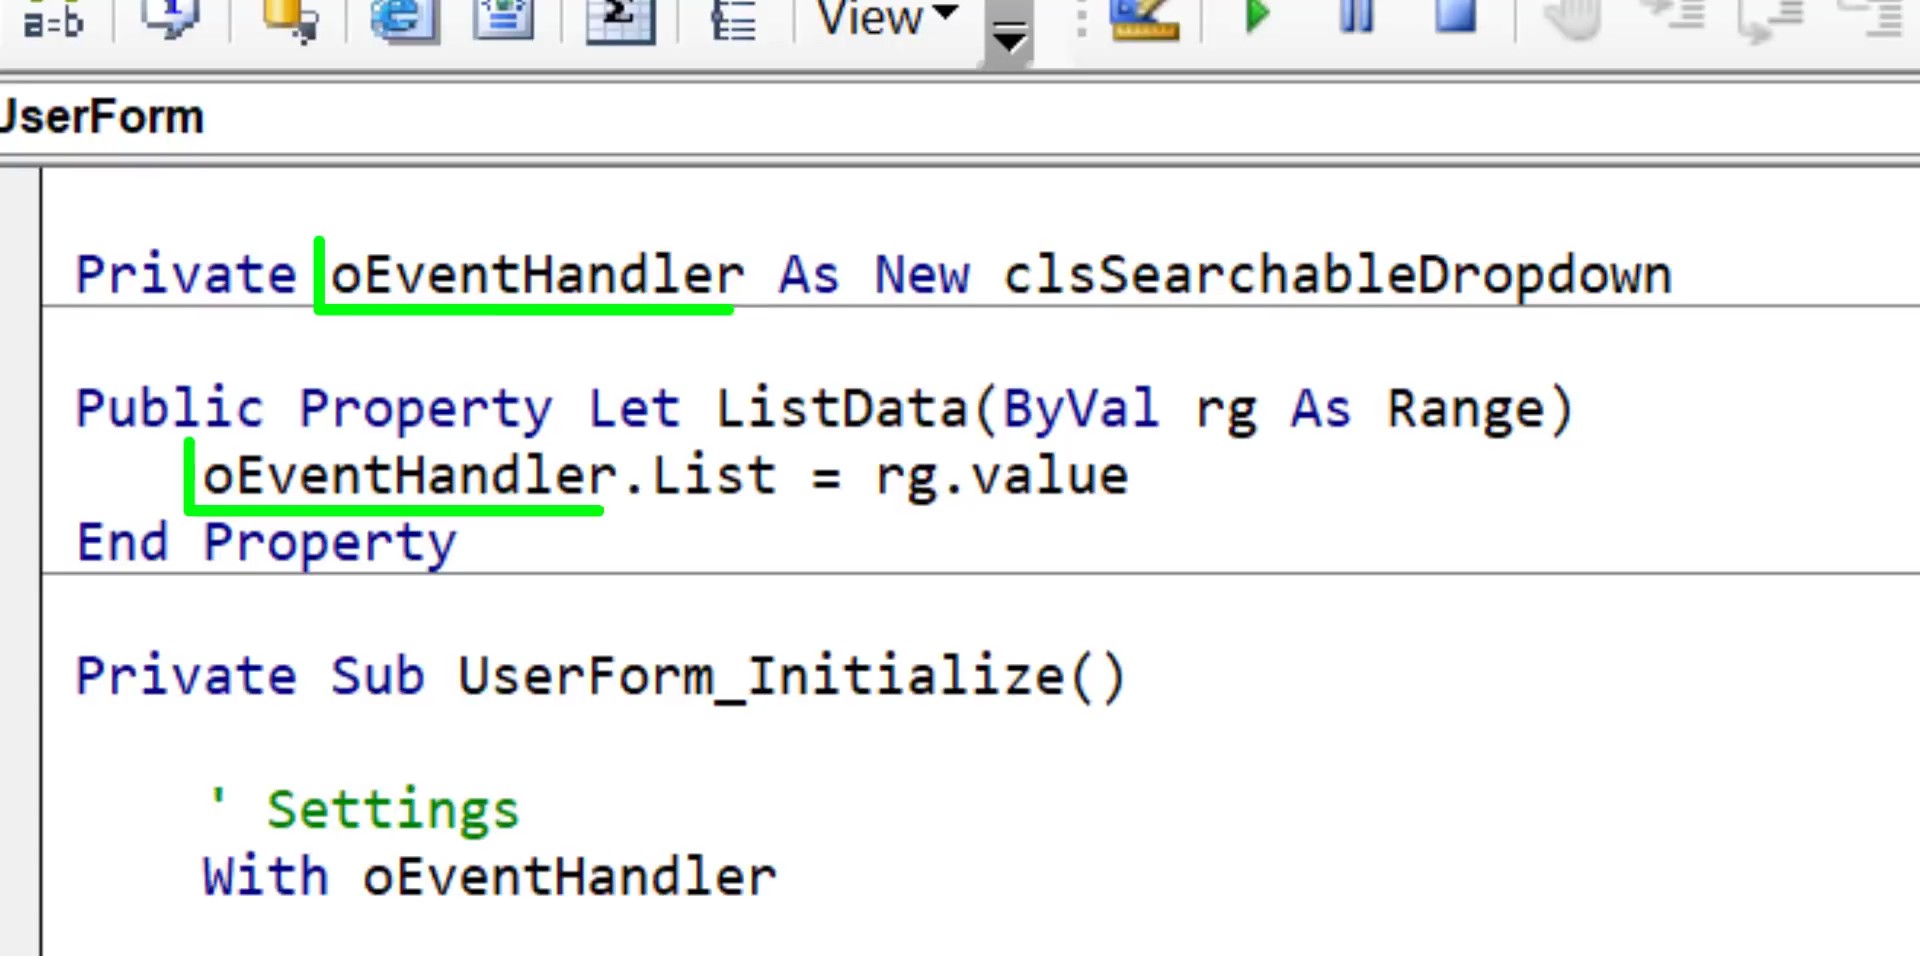 a=b View
UserForm
Private oEventHandler As New clsSearchableDropdown
Public Property Let ListData(ByVal rg As Range)
oEventHandler.List = rg.value
End Property
Private Sub UserForm_Initialize()
' Settings
With oEventHandler